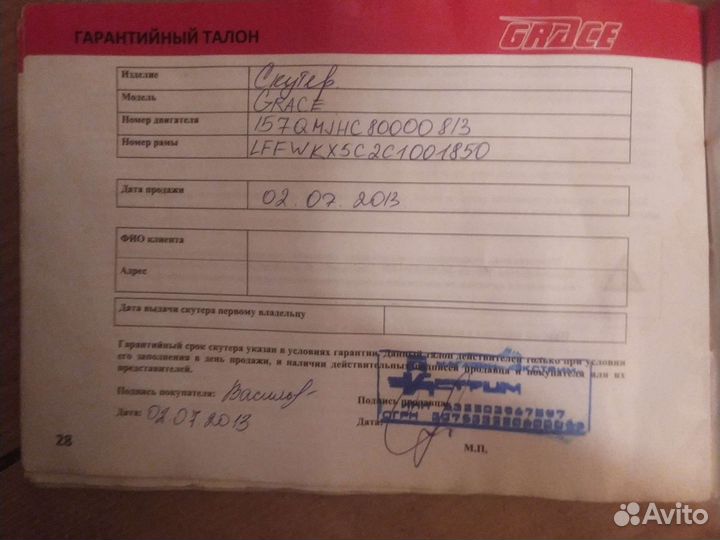 ГАРАНТИЙНЫЙ ТАЛОН GRACE
Изделие Скутер
Модель GRACE
Номер двигателя 157QMJHC80000813
Номер рамы LFFWKX5C2C1001850
Дата продажи 02.07.2013
ФИО клиента
Адрес
Дата выдачи скутера первому владельцу
Гарантийный срок скутера указан в условиях гарантии. Данный талон действителен только при условии
его заполнения в день продажи, и наличии действительных подписей продавца и покупателя или их
представителей.
Подпись покупателя: Василов Подпись продавца
Дата: 02.07.2013 Дата:
ОГРН
28 М.П.
Avito